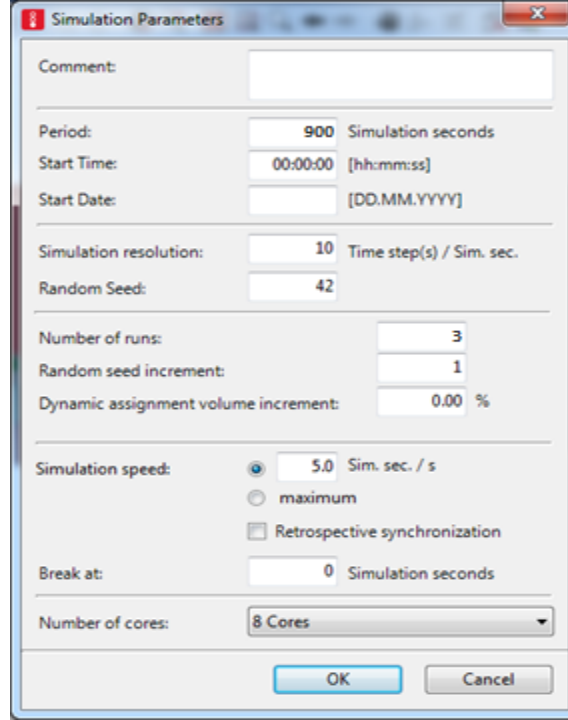 Simulation Parameters
Comment:
Period: 900 Simulation seconds
Start Time: 00:00:00 [hh:mm:ss]
Start Date: [DD.MM.YYYY]
Simulation resolution: 10 Time step(s) / Sim. sec.
Random Seed: 42
Number of runs: 3
Random seed increment: 1
Dynamic assignment volume increment: 0.00 %
Simulation speed: 5.0 Sim. sec. / s
maximum
Retrospective synchronization
Break at: 0 Simulation seconds
Number of cores: 8 Cores
OK Cancel